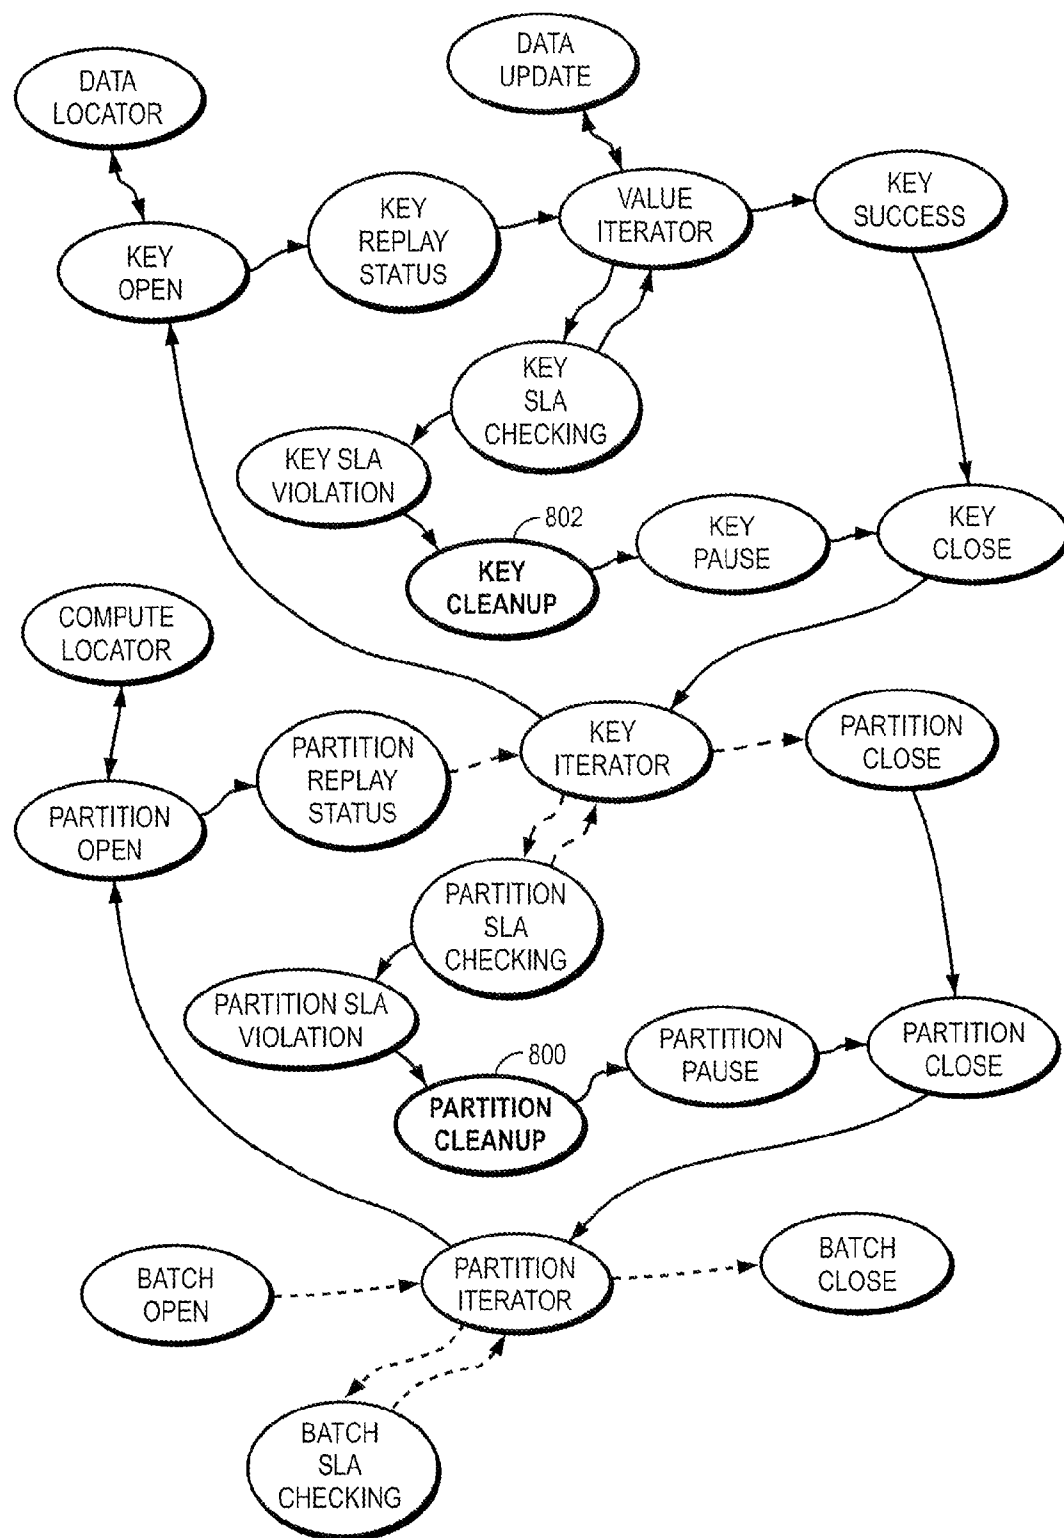 DATA
LOCATOR
DATA
UPDATE
KEY
OPEN
KEY
REPLAY
STATUS
VALUE
ITERATOR
KEY
SUCCESS
KEY
SLA
CHECKING
KEY SLA
VIOLATION
802
KEY
CLEANUP
KEY
PAUSE
KEY
CLOSE
COMPUTE
LOCATOR
PARTITION
OPEN
PARTITION
REPLAY
STATUS
KEY
ITERATOR
PARTITION
CLOSE
PARTITION
SLA
CHECKING
PARTITION SLA
VIOLATION
800
PARTITION
CLEANUP
PARTITION
PAUSE
PARTITION
CLOSE
BATCH
OPEN
PARTITION
ITERATOR
BATCH
CLOSE
BATCH
SLA
CHECKING